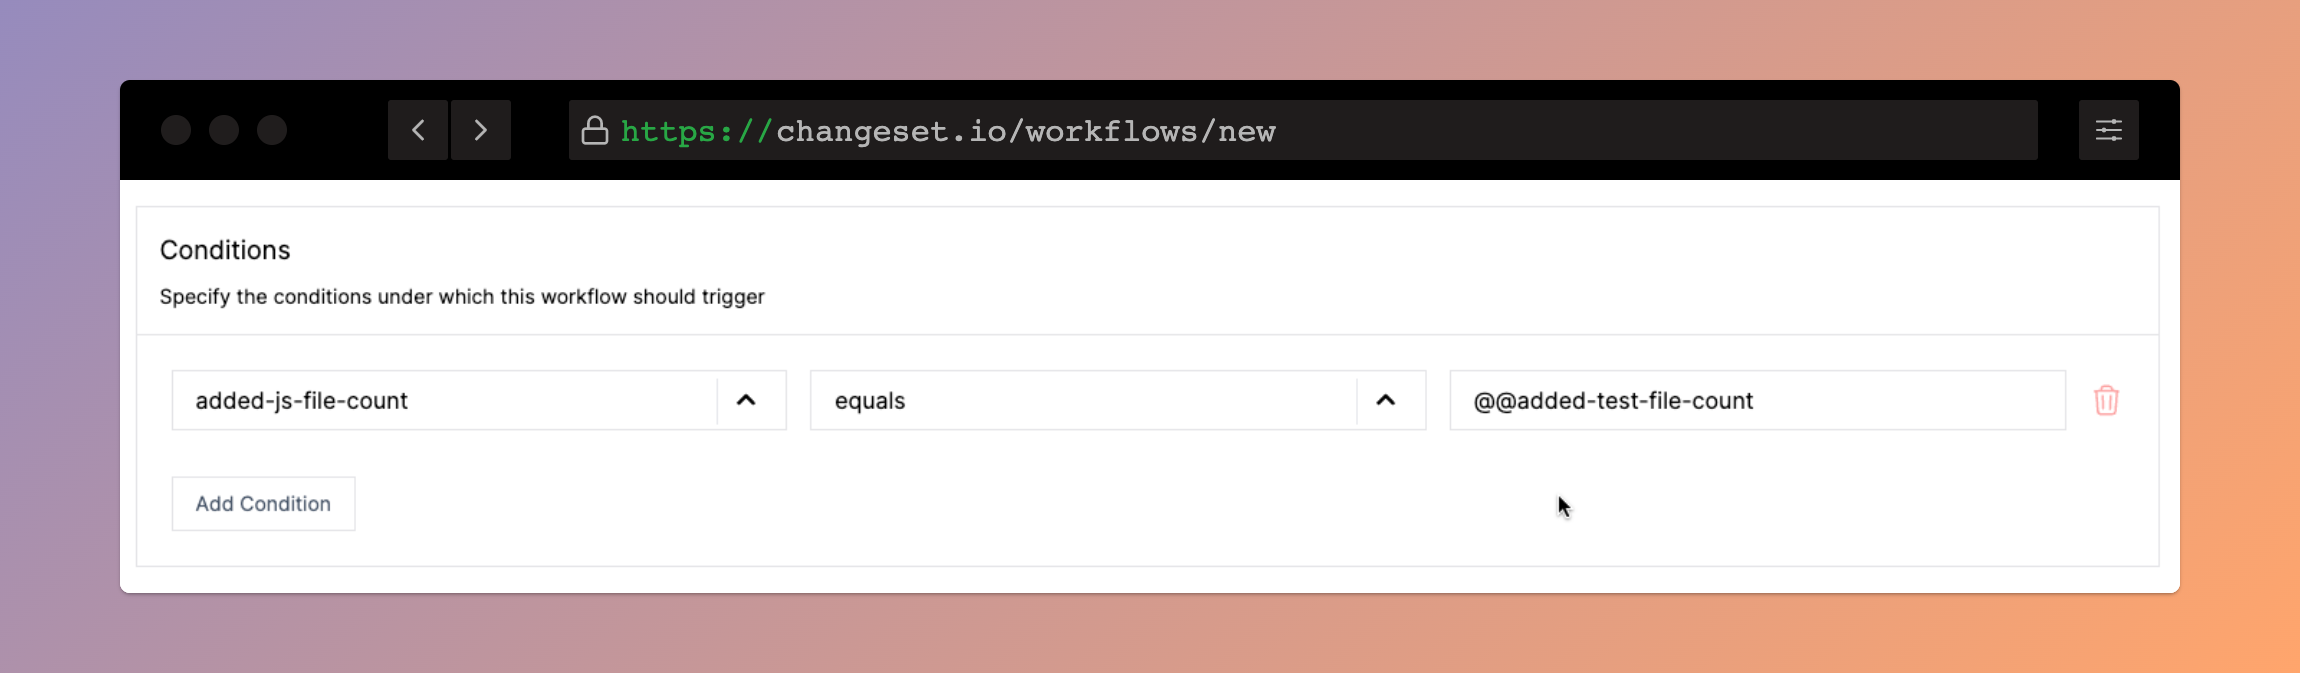 https://changeset.io/workflows/new
Conditions
Specify the conditions under which this workflow should trigger
added-js-file-count
equals
@@added-test-file-count
Add Condition